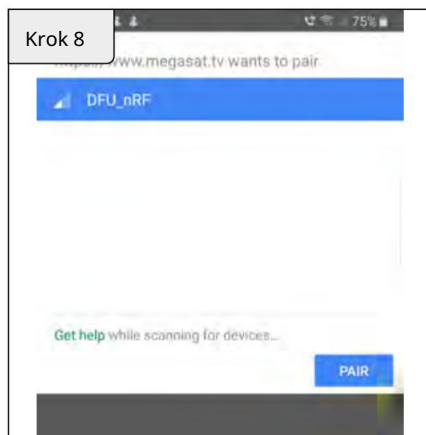 Krok 8
75%
www.megasat.tv wants to pair
DFU_nRF
Get help while scanning for devices...
PAIR